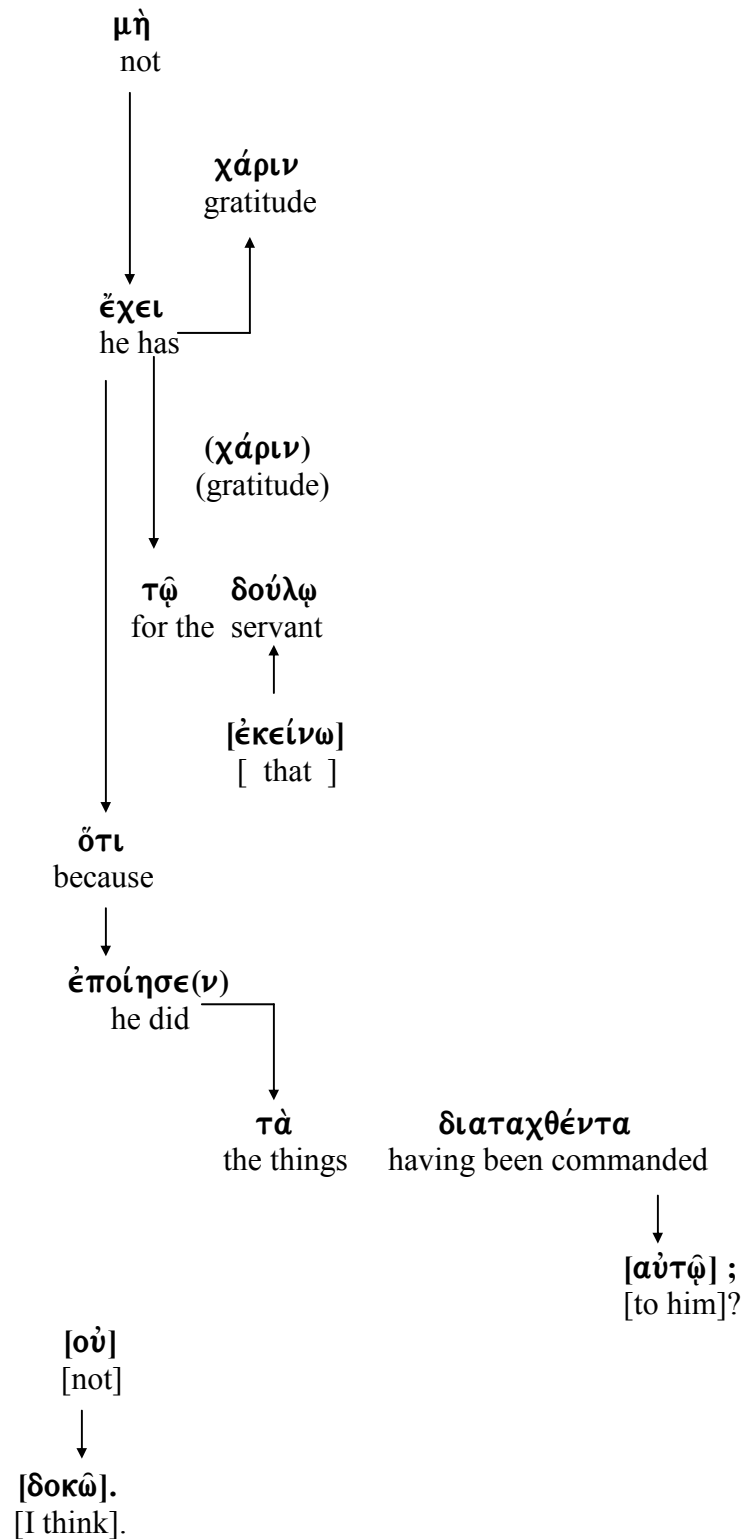 μὴ
not
χάριν
gratitude
ἔχει
he has
(χάριν)
(gratitude)
τῷ δούλῳ
for the servant
[ἐκείνω]
[ that ]
ὅτι
because
ἐποίησε(ν)
he did
τὰ διαταχθέντα
the things having been commanded
[αὐτῷ] ;
[to him]?
[οὐ]
[not]
[δοκῶ].
[I think].